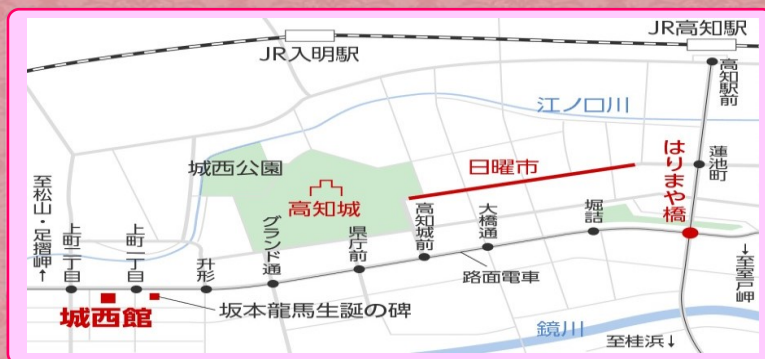 JR高知駅
JR入明駅
高知駅前
江ノ口川
蓮池町
はりまや橋
日曜市
城西公園
高知城
至松山・足摺岬←
上町二丁目
上町一丁目
升形
グランド通
県庁前
高知城前
大橋通
堀詰
路面電車
→至室戸岬
坂本龍馬生誕の碑
城西館
鏡川
至桂浜↓